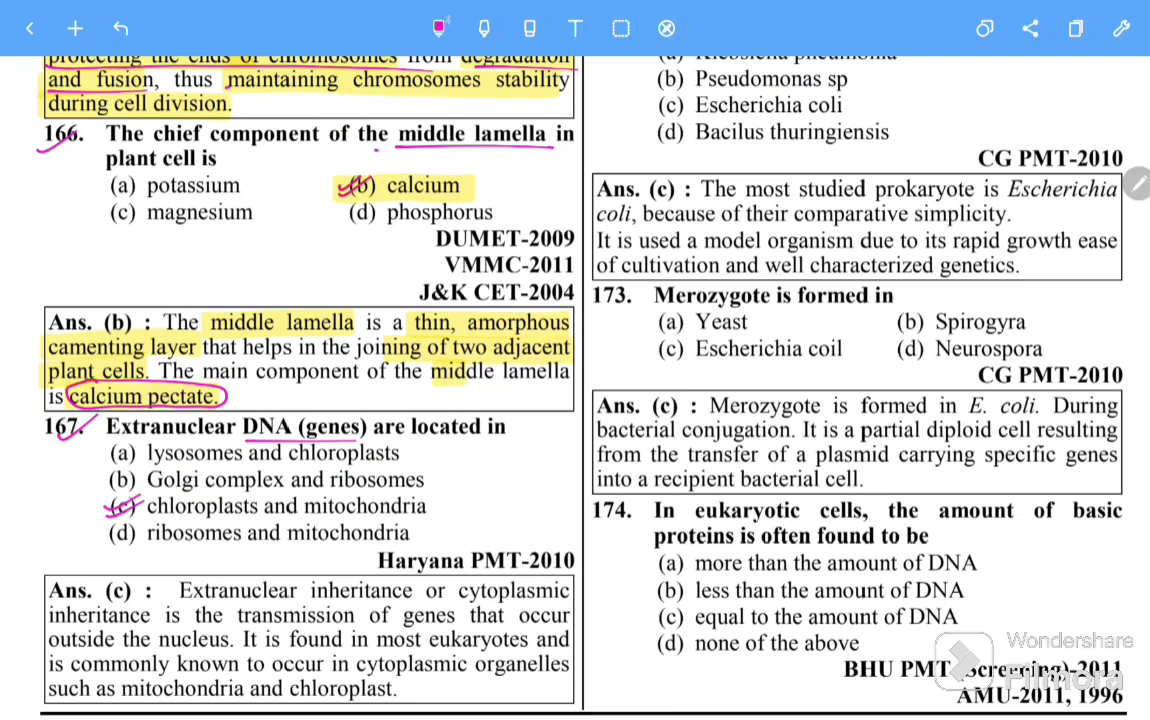 protecting the ends of chromosomes from degradation
and fusion, thus maintaining chromosomes stability
during cell division.
166. The chief component of the middle lamella in
plant cell is
(a) potassium (b) calcium
(c) magnesium (d) phosphorus
DUMET-2009
VMMC-2011
J&K CET-2004
Ans. (b) : The middle lamella is a thin, amorphous
camenting layer that helps in the joining of two adjacent
plant cells. The main component of the middle lamella
is calcium pectate.
167. Extranuclear DNA (genes) are located in
(a) lysosomes and chloroplasts
(b) Golgi complex and ribosomes
(c) chloroplasts and mitochondria
(d) ribosomes and mitochondria
Haryana PMT-2010
Ans. (c) : Extranuclear inheritance or cytoplasmic
inheritance is the transmission of genes that occur
outside the nucleus. It is found in most eukaryotes and
is commonly known to occur in cytoplasmic organelles
such as mitochondria and chloroplast.
(a) Klebsiella pneumonia
(b) Pseudomonas sp
(c) Escherichia coli
(d) Bacilus thuringiensis
CG PMT-2010
Ans. (c) : The most studied prokaryote is Escherichia
coli, because of their comparative simplicity.
It is used a model organism due to its rapid growth ease
of cultivation and well characterized genetics.
173. Merozygote is formed in
(a) Yeast (b) Spirogyra
(c) Escherichia coil (d) Neurospora
CG PMT-2010
Ans. (c) : Merozygote is formed in E. coli. During
bacterial conjugation. It is a partial diploid cell resulting
from the transfer of a plasmid carrying specific genes
into a recipient bacterial cell.
174. In eukaryotic cells, the amount of basic
proteins is often found to be
(a) more than the amount of DNA
(b) less than the amount of DNA
(c) equal to the amount of DNA
(d) none of the above
BHU PMT (Screening)-2011
AMU-2011, 1996
Wondershare
Filmora